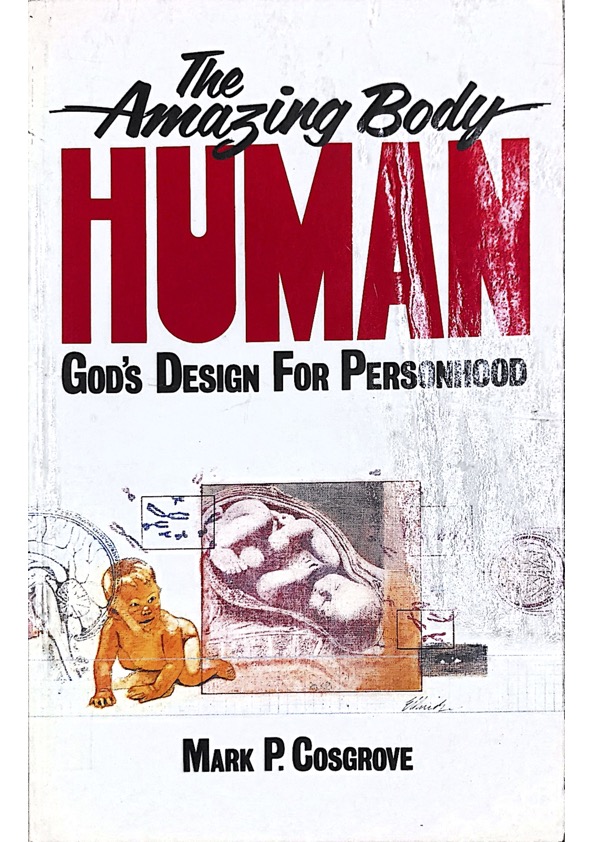 The
Amazing Body
HUMAN
GOD'S DESIGN FOR PERSONHOOD
MARK P. COSGROVE